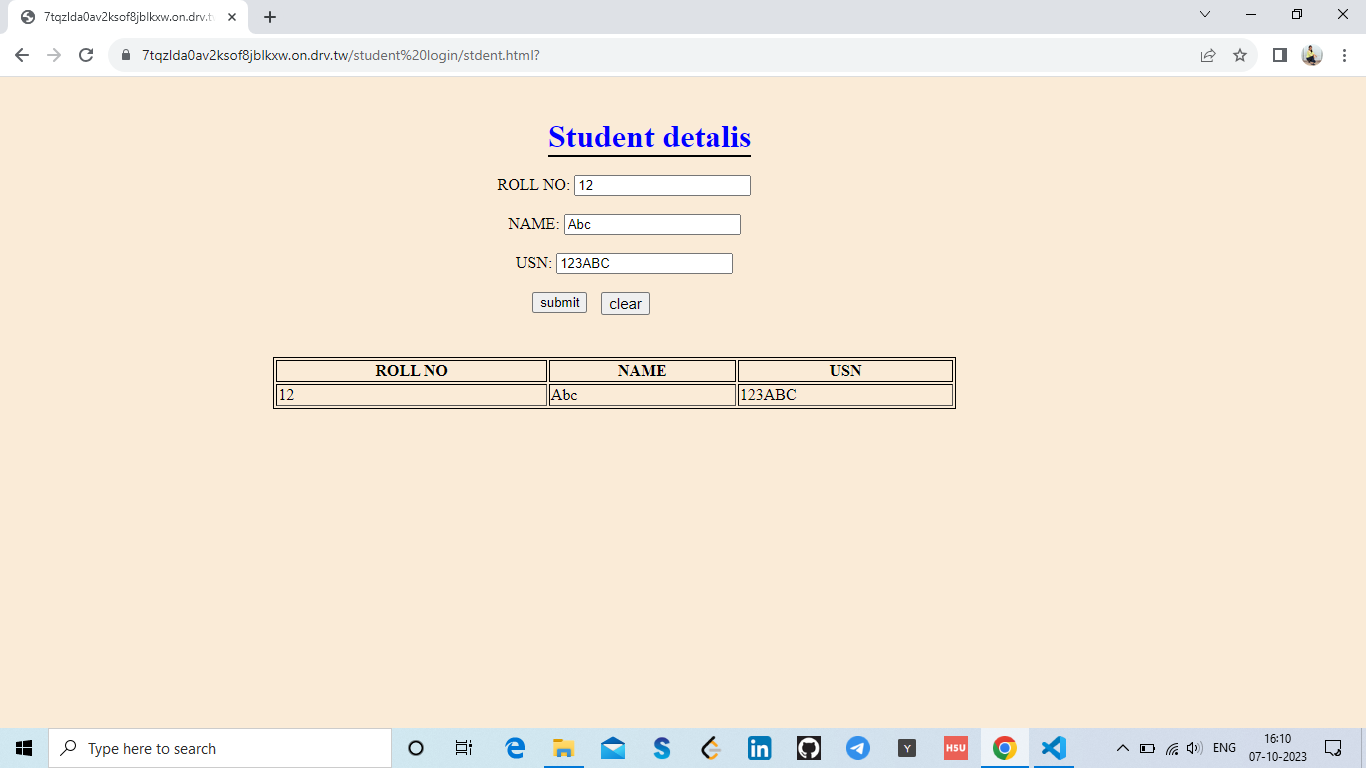 7tqzlda0av2ksof8jblkxw.on.drv.tw
7tqzlda0av2ksof8jblkxw.on.drv.tw/student%20login/stdent.html?
Student detalis
ROLL NO: 12
NAME: Abc
USN: 123ABC
submit clear
ROLL NO NAME USN
12 Abc 123ABC
Type here to search
Y
H5U
ENG
16:10
07-10-2023